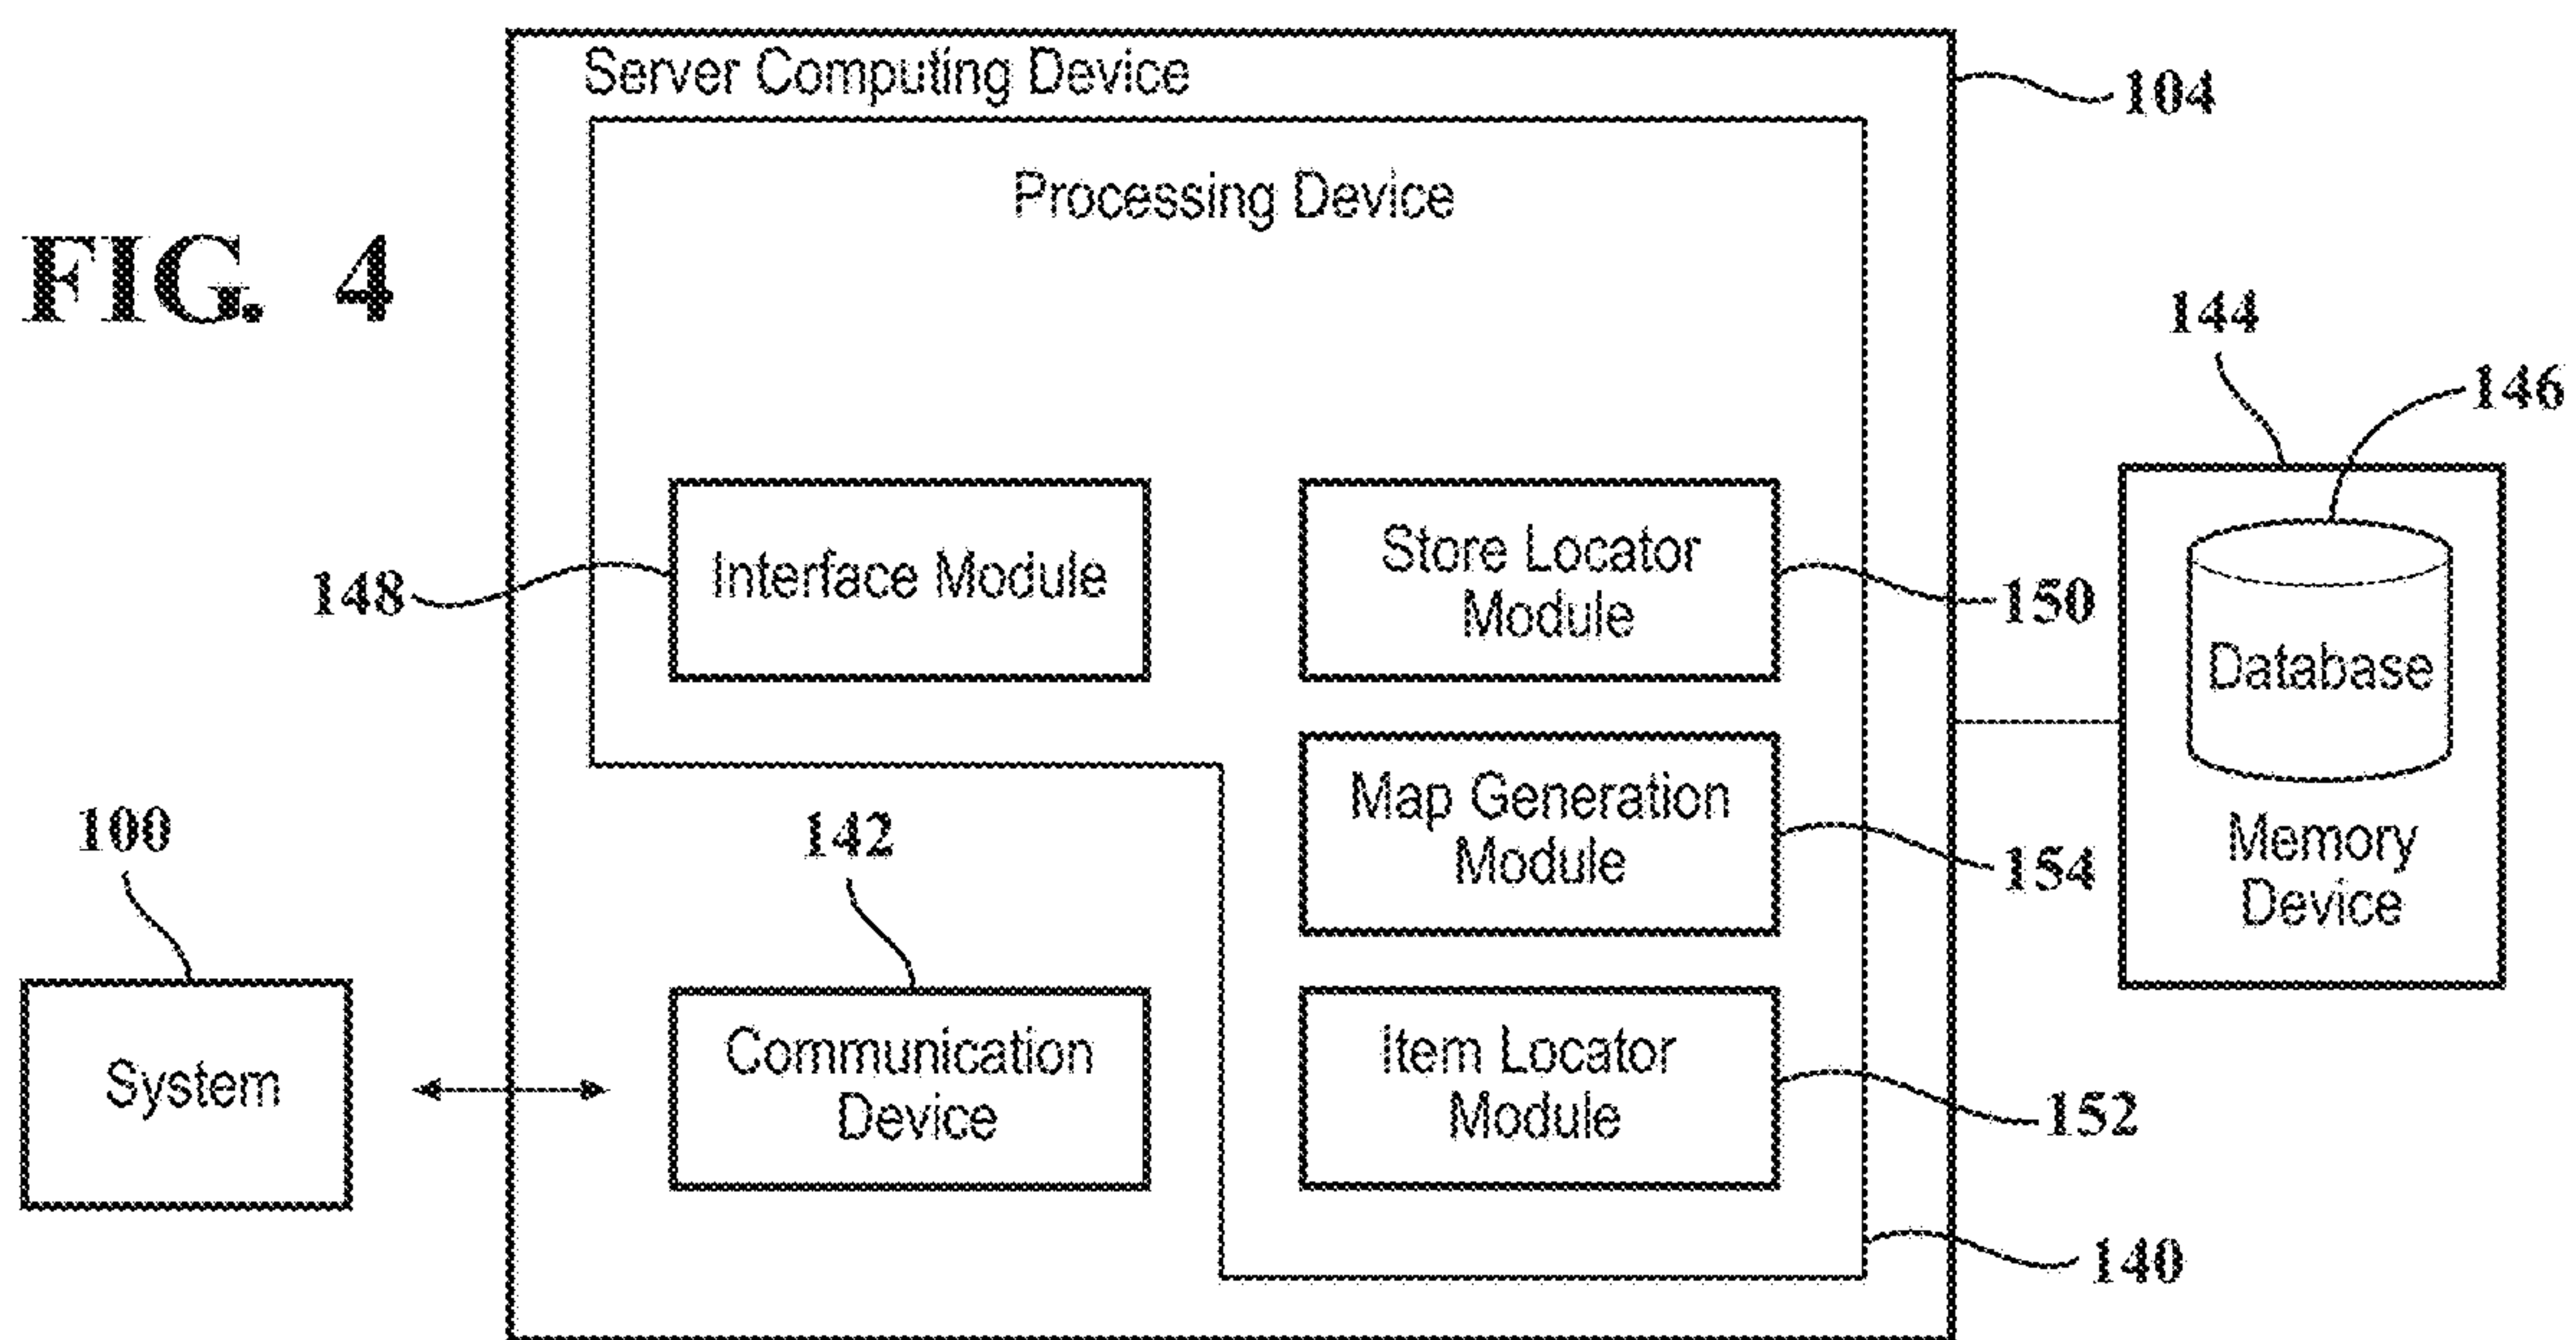 Server Computing Device
104
Processing Device
FIG. 4
144
146
Interface Module
148
Store Locator
Module
150
Database
Map Generation
Module
154
Memory
Device
100
142
System
Communication
Device
Item Locator
Module
152
140